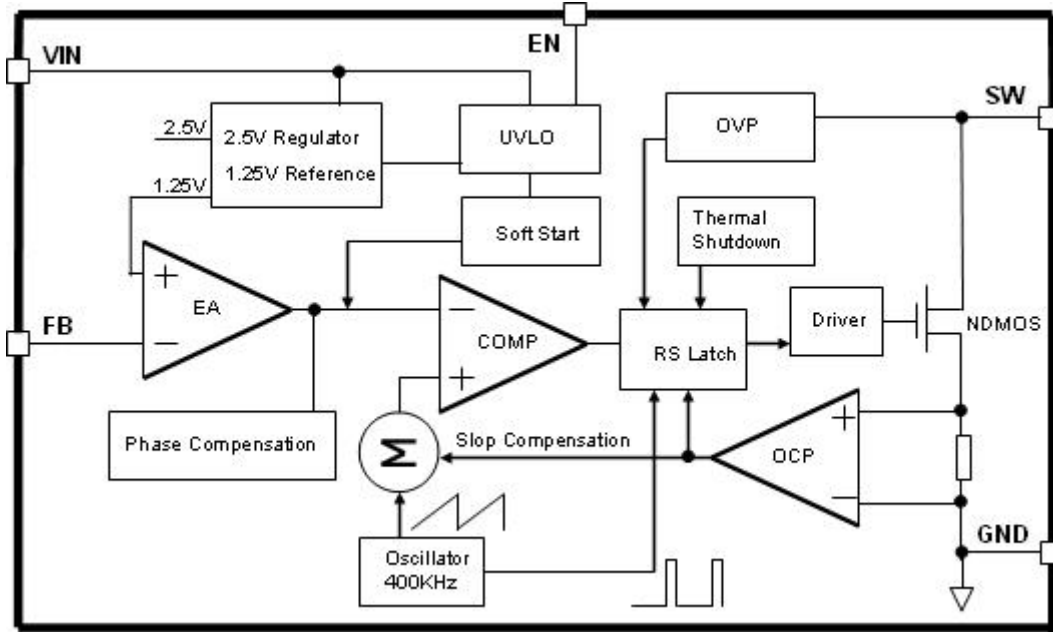 EN
VIN
SW
2.5V
2.5V Regulator
1.25V Reference
1.25V
UVLO
OVP
Soft Start
Thermal
Shutdown
+
EA
−
FB
−
COMP
+
RS Latch
Driver
NDMOS
Phase Compensation
Σ
Slop Compensation
+
OCP
−
GND
Oscillator
400KHz